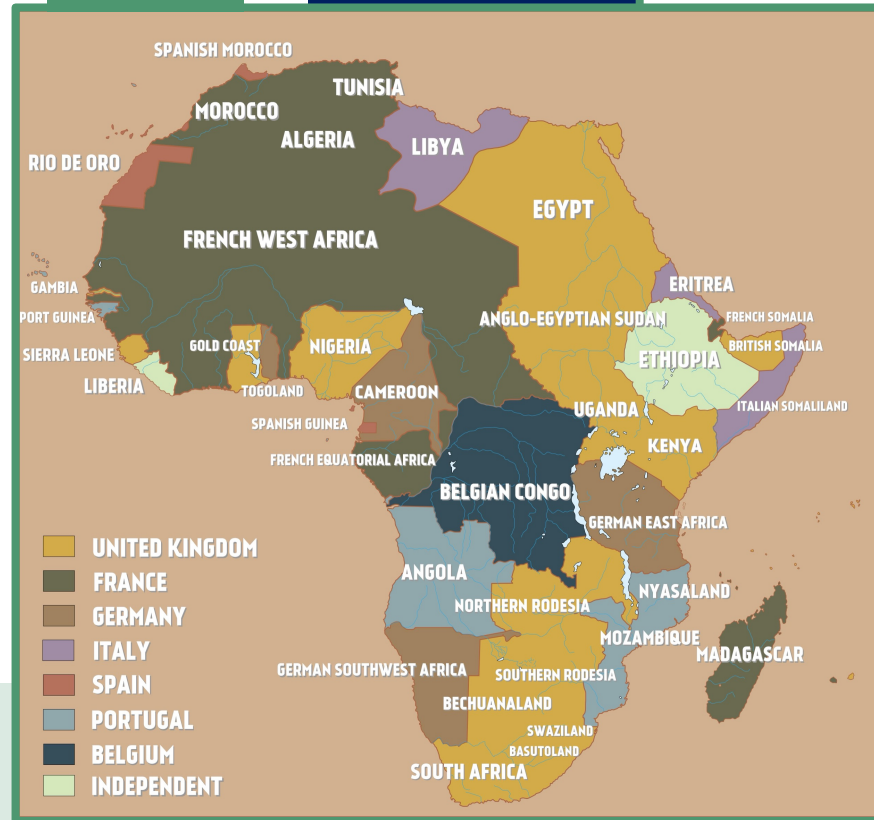 SPANISH MOROCCO
TUNISIA
MOROCCO
ALGERIA
LIBYA
RIO DE ORO
EGYPT
FRENCH WEST AFRICA
ERITREA
GAMBIA
PORT GUINEA
ANGLO-EGYPTIAN SUDAN
FRENCH SOMALIA
BRITISH SOMALIA
GOLD COAST
NIGERIA
SIERRA LEONE
ETHIOPIA
LIBERIA
TOGOLAND
CAMEROON
ITALIAN SOMALILAND
UGANDA
SPANISH GUINEA
KENYA
FRENCH EQUATORIAL AFRICA
BELGIAN CONGO
GERMAN EAST AFRICA
ANGOLA
NYASALAND
NORTHERN RODESIA
MOZAMBIQUE
MADAGASCAR
GERMAN SOUTHWEST AFRICA
SOUTHERN RODESIA
BECHUANALAND
SWAZILAND
BASUTOLAND
SOUTH AFRICA
UNITED KINGDOM
FRANCE
GERMANY
ITALY
SPAIN
PORTUGAL
BELGIUM
INDEPENDENT